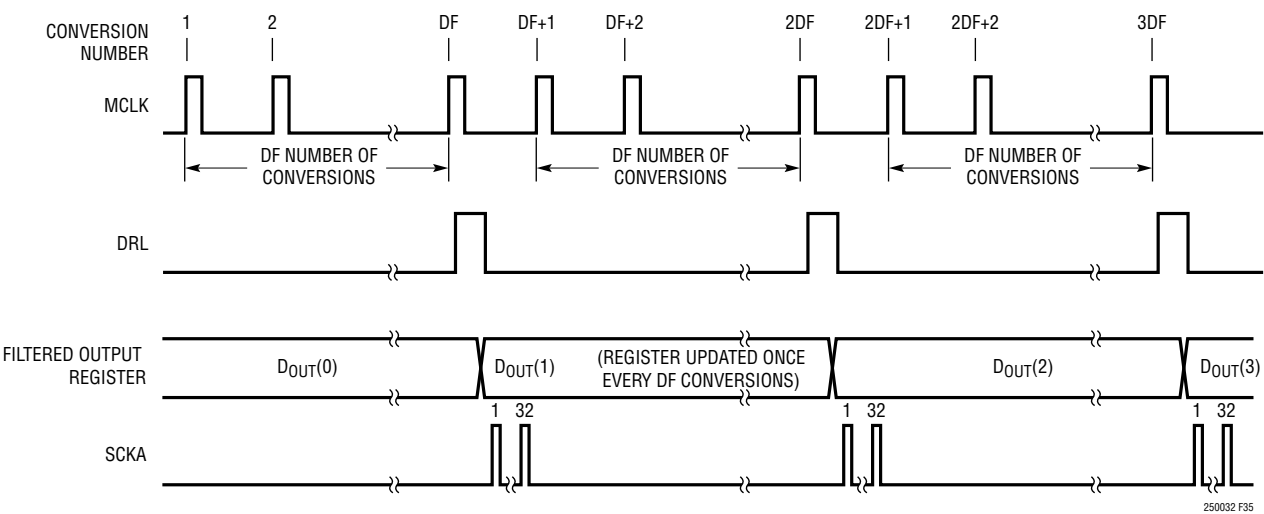 CONVERSION
NUMBER
1 2 DF DF+1 DF+2 2DF 2DF+1 2DF+2 3DF
MCLK
DF NUMBER OF
CONVERSIONS
DF NUMBER OF
CONVERSIONS
DF NUMBER OF
CONVERSIONS
DRL
FILTERED OUTPUT
REGISTER
DOUT(0)
DOUT(1)
(REGISTER UPDATED ONCE
EVERY DF CONVERSIONS)
DOUT(2)
DOUT(3)
1 32 1 32 1 32
SCKA
250032 F35